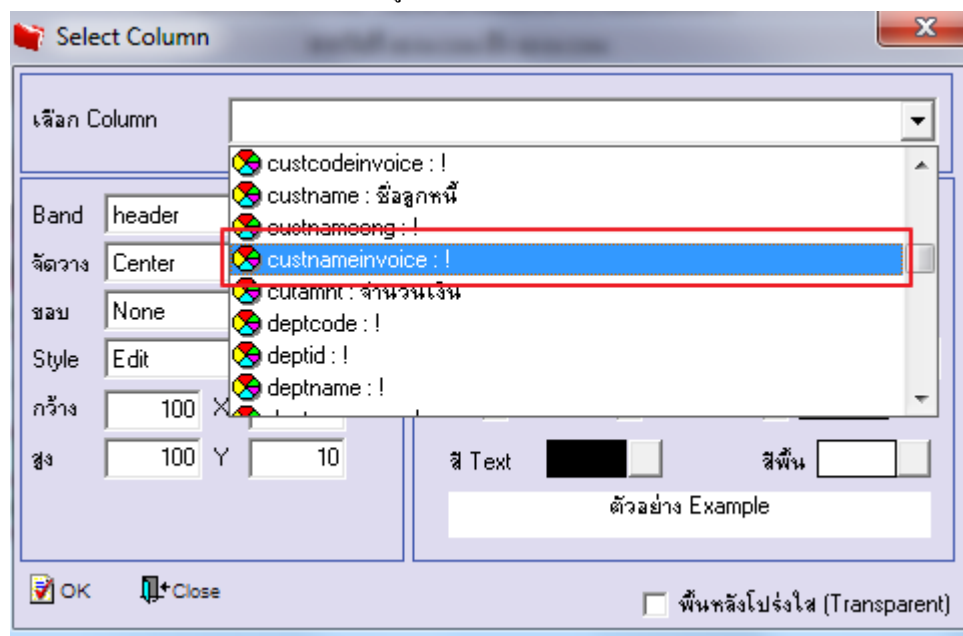 Select Column
เลือก Column
custcodeinvoice : !
custname : ชื่อลูกหนี้
custnameeng : !
custnameinvoice : !
cutamnt : จำนวนเงิน
deptcode : !
deptid : !
deptname : !
Band header
จัดวาง Center
ขอบ None
Style Edit
กว้าง 100 X
สูง 100 Y 10
สี Text
สีพื้น
ตัวอย่าง Example
OK
Close
พื้นหลังโปร่งใส (Transparent)